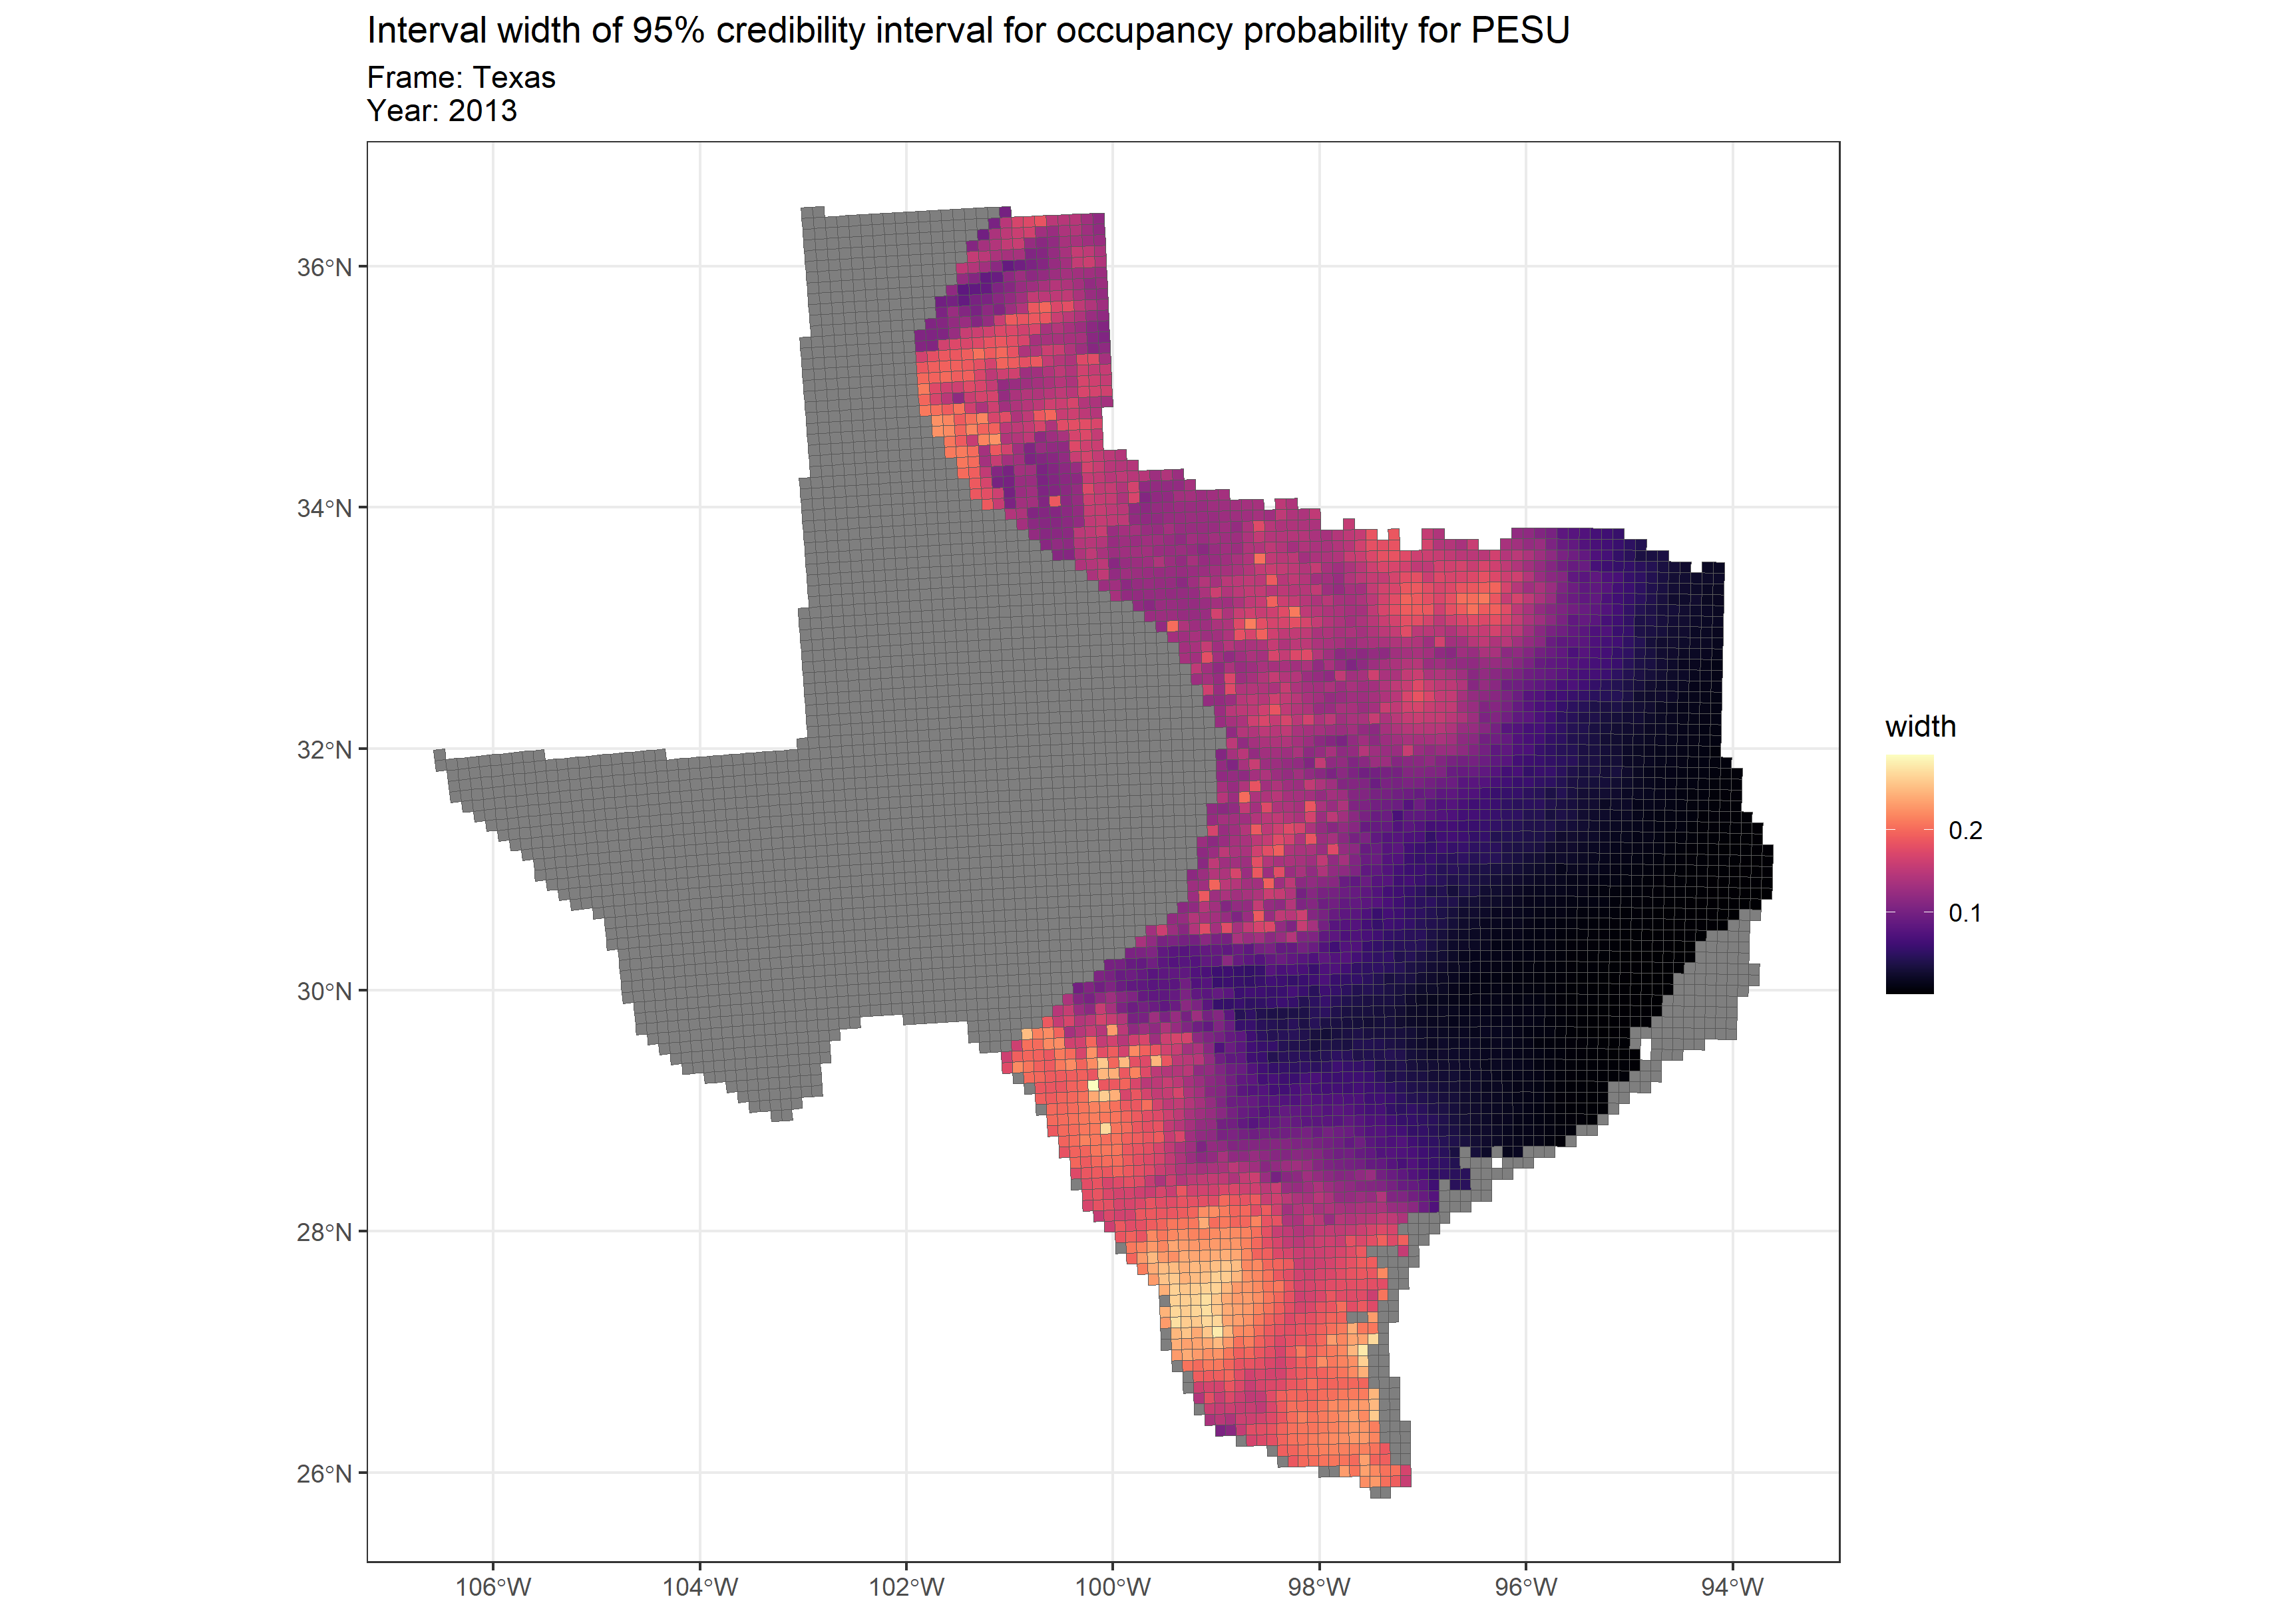 Interval width of 95% credibility interval for occupancy probability for PESU
Frame: Texas
Year: 2013
36°N
34°N
32°N
30°N
28°N
26°N
106°W
104°W
102°W
100°W
98°W
96°W
94°W
width
0.2
0.1